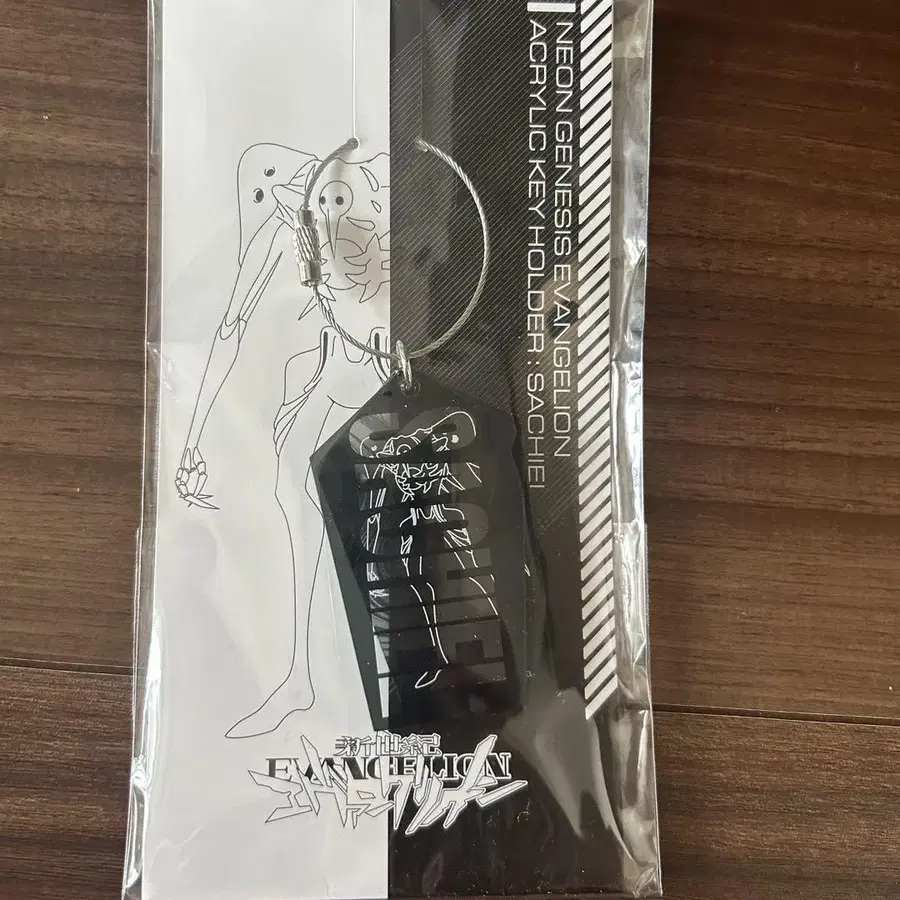 NEON GENESIS EVANGELION
ACRYLIC KEY HOLDER : SACHIEL
SACHIEL
新世紀
EVANGELION
エヴァンゲリオン